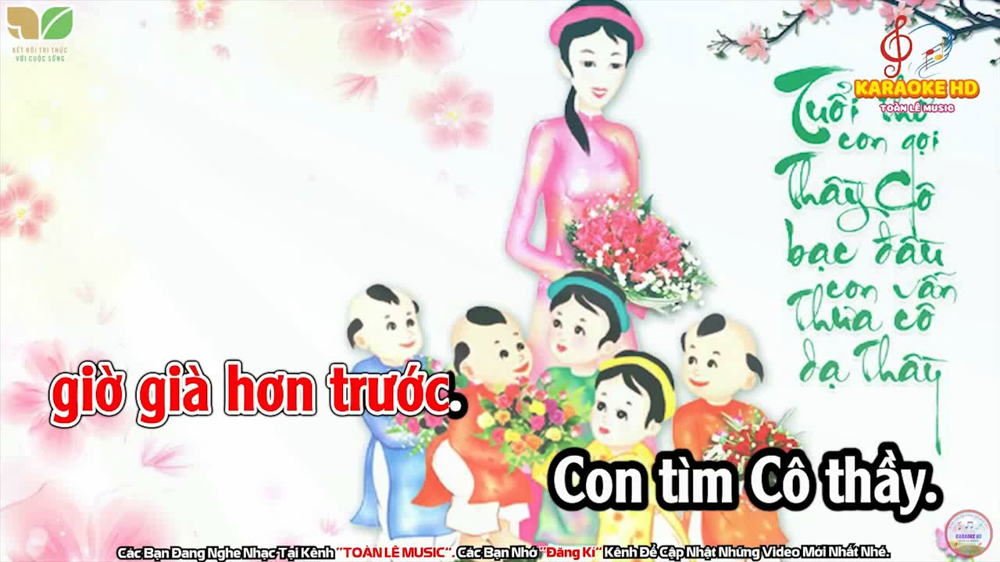 KẾT NỐI TRI THỨC
VỚI CUỘC SỐNG
KARAOKE HD
TOÀN LÊ MUSIC
Tuổi thơ
con gọi
Thầy Cô
bạc đầu
con vẫn
Thưa cô
dạ Thầy
giờ già hơn trước.
Con tìm Cô thầy.
KARAOKE HD
Các Bạn Đang Nghe Nhạc Tại Kênh "TOÀN LÊ MUSIC". Các Bạn Nhớ "Đăng Kí" Kênh Để Cập Nhật Những Video Mới Nhất Nhé.